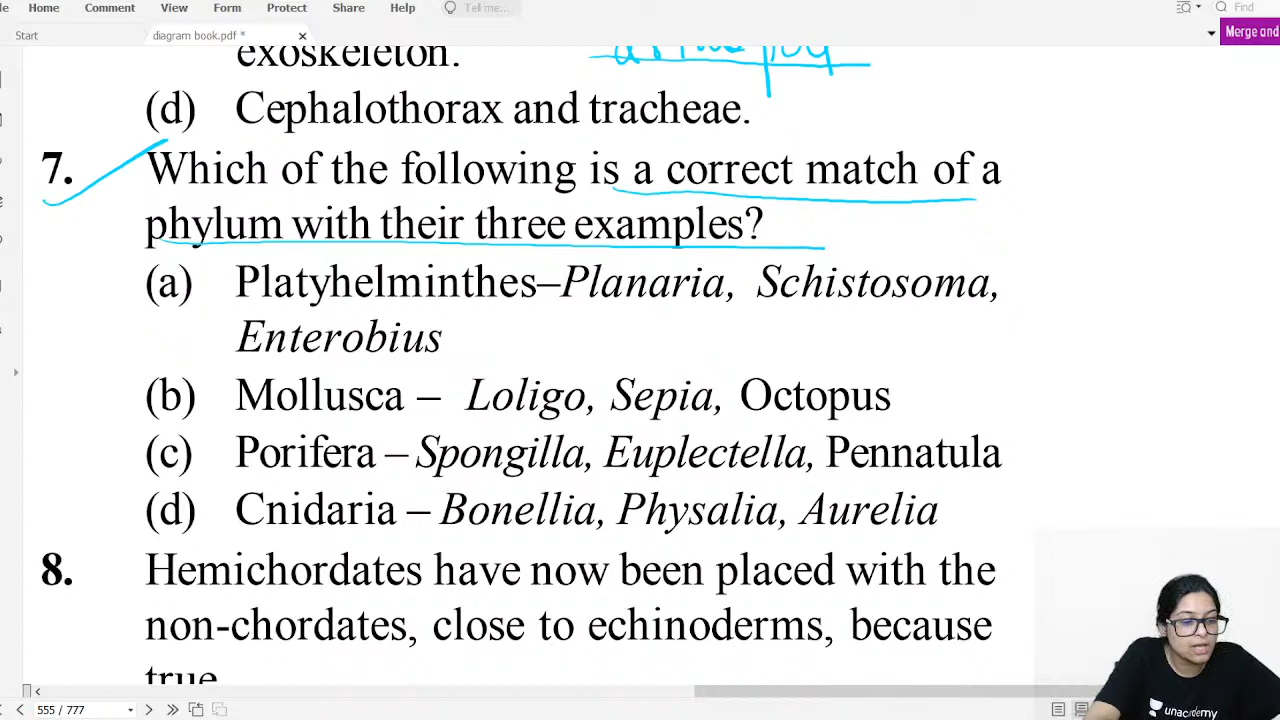 Home Comment View Form Protect Share Help Tell me... Find
Start diagram book.pdf * Merge and
exoskeleton.
(d) Cephalothorax and tracheae.
7. Which of the following is a correct match of a
phylum with their three examples?
(a) Platyhelminthes–Planaria, Schistosoma,
Enterobius
(b) Mollusca – Loligo, Sepia, Octopus
(c) Porifera – Spongilla, Euplectella, Pennatula
(d) Cnidaria – Bonellia, Physalia, Aurelia
8. Hemichordates have now been placed with the
non-chordates, close to echinoderms, because
true
unacademy
555 / 777